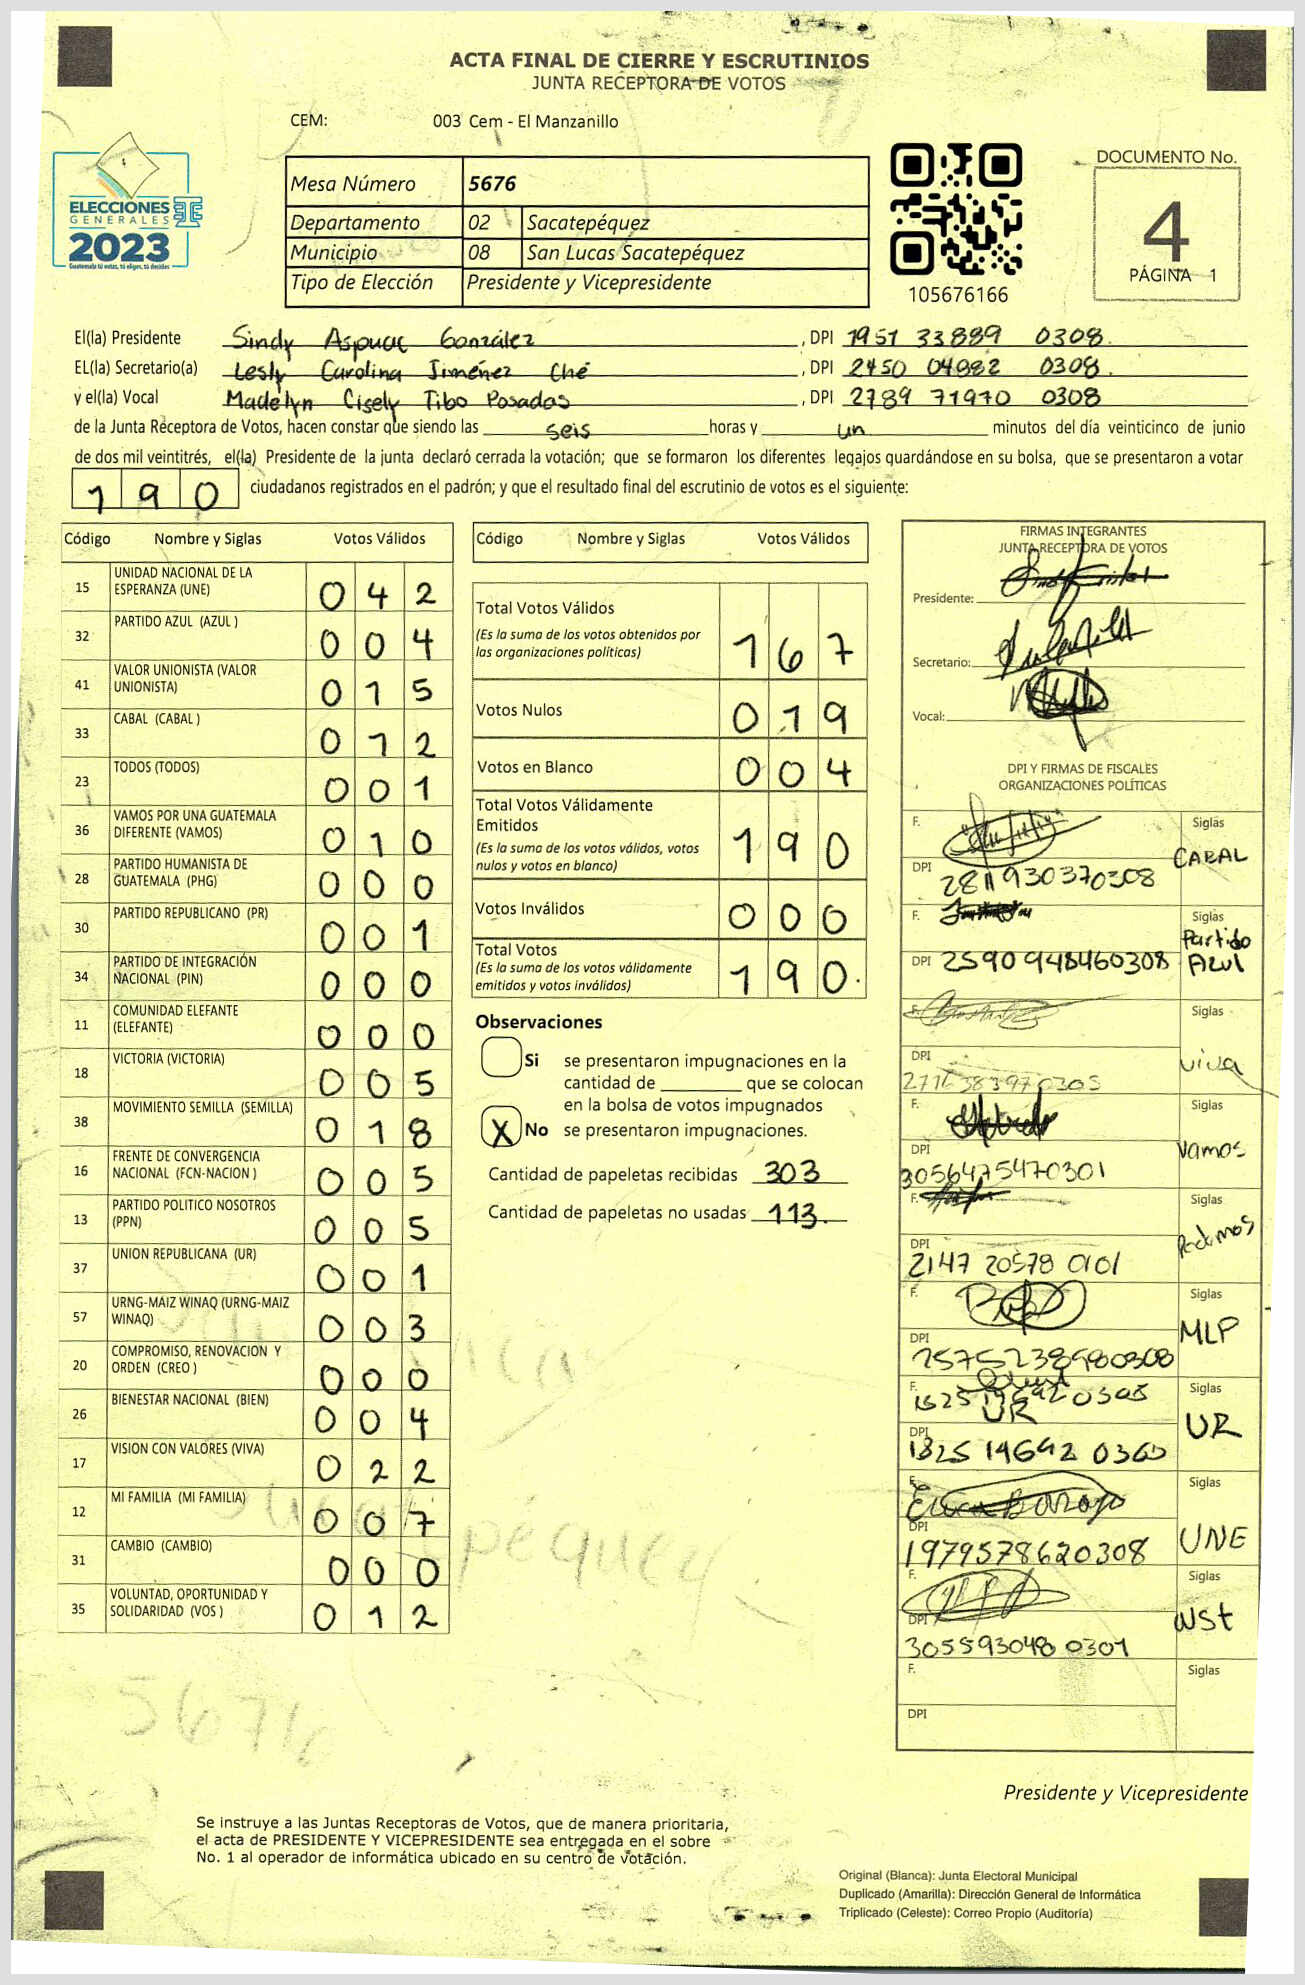 ACTA FINAL DE CIERRE Y ESCRUTINIOS
JUNTA RECEPTORA DE VOTOS
CEM: 003 Cem - El Manzanillo
ELECCIONES
GENERALES
2023
Guatemala tú votas, tú eliges, tú decides
Mesa Número 5676
Departamento 02 Sacatepéquez
Municipio 08 San Lucas Sacatepéquez
Tipo de Elección Presidente y Vicepresidente
105676166
DOCUMENTO No.
4
PÁGINA 1
El(la) Presidente Sindy Aspuac González, DPI 1951 33889 0308.
EL(la) Secretario(a) Lesly Carolina Jiménez Ché, DPI 2450 04982 0308.
y el(la) Vocal Madelyn Cisely Tibo Posadas, DPI 2789 71970 0308
de la Junta Receptora de Votos, hacen constar que siendo las seis horas y un minutos del día veinticinco de junio
de dos mil veintitrés, el(la) Presidente de la junta declaró cerrada la votación; que se formaron los diferentes legajos guardándose en su bolsa, que se presentaron a votar
190 ciudadanos registrados en el padrón; y que el resultado final del escrutinio de votos es el siguiente:
Código Nombre y Siglas Votos Válidos
15 UNIDAD NACIONAL DE LA ESPERANZA (UNE) 042
32 PARTIDO AZUL (AZUL ) 004
41 VALOR UNIONISTA (VALOR UNIONISTA) 015
33 CABAL (CABAL ) 012
23 TODOS (TODOS) 001
36 VAMOS POR UNA GUATEMALA DIFERENTE (VAMOS) 010
28 PARTIDO HUMANISTA DE GUATEMALA (PHG) 000
30 PARTIDO REPUBLICANO (PR) 001
34 PARTIDO DE INTEGRACIÓN NACIONAL (PIN) 000
11 COMUNIDAD ELEFANTE (ELEFANTE) 000
18 VICTORIA (VICTORIA) 005
38 MOVIMIENTO SEMILLA (SEMILLA) 018
16 FRENTE DE CONVERGENCIA NACIONAL (FCN-NACION ) 005
13 PARTIDO POLITICO NOSOTROS (PPN) 005
37 UNION REPUBLICANA (UR) 001
57 URNG-MAIZ WINAQ (URNG-MAIZ WINAQ) 003
20 COMPROMISO, RENOVACION Y ORDEN (CREO ) 000
26 BIENESTAR NACIONAL (BIEN) 004
17 VISION CON VALORES (VIVA) 022
12 MI FAMILIA (MI FAMILIA) 007
31 CAMBIO (CAMBIO) 000
35 VOLUNTAD, OPORTUNIDAD Y SOLIDARIDAD (VOS ) 012
Código Nombre y Siglas Votos Válidos
Total Votos Válidos
(Es la suma de los votos obtenidos por
las organizaciones políticas) 167
Votos Nulos 019
Votos en Blanco 004
Total Votos Válidamente
Emitidos
(Es la suma de los votos válidos, votos
nulos y votos en blanco) 190
Votos Inválidos 000
Total Votos
(Es la suma de los votos válidamente
emitidos y votos inválidos) 190.
Observaciones
Si se presentaron impugnaciones en la
cantidad de ________ que se colocan
en la bolsa de votos impugnados
X No se presentaron impugnaciones.
Cantidad de papeletas recibidas 303
Cantidad de papeletas no usadas 113.
FIRMAS INTEGRANTES
JUNTA RECEPTORA DE VOTOS
Presidente:
Secretario:
Vocal:
DPI Y FIRMAS DE FISCALES
ORGANIZACIONES POLÍTICAS
F. Siglas
CABAL
DPI 2811930370308
F. Siglas
Partido
Azul
DPI 2590948460308
F. Siglas
viva
DPI
F. Siglas
Vamos
DPI
3056475470301
F. Siglas
Podemos
DPI
2147 20578 0101
F. Siglas
MLP
DPI
2575238980308
F. Siglas
UR
UR
DPI
F. Siglas
UNE
DPI
1979578620308
F. Siglas
DPI
305593048 0301
F. Siglas
DPI
5676
Presidente y Vicepresidente
Se instruye a las Juntas Receptoras de Votos, que de manera prioritaria,
el acta de PRESIDENTE Y VICEPRESIDENTE sea entregada en el sobre
No. 1 al operador de informática ubicado en su centro de votación.
Original (Blanca): Junta Electoral Municipal
Duplicado (Amarilla): Dirección General de Informática
Triplicado (Celeste): Correo Propio (Auditoría)